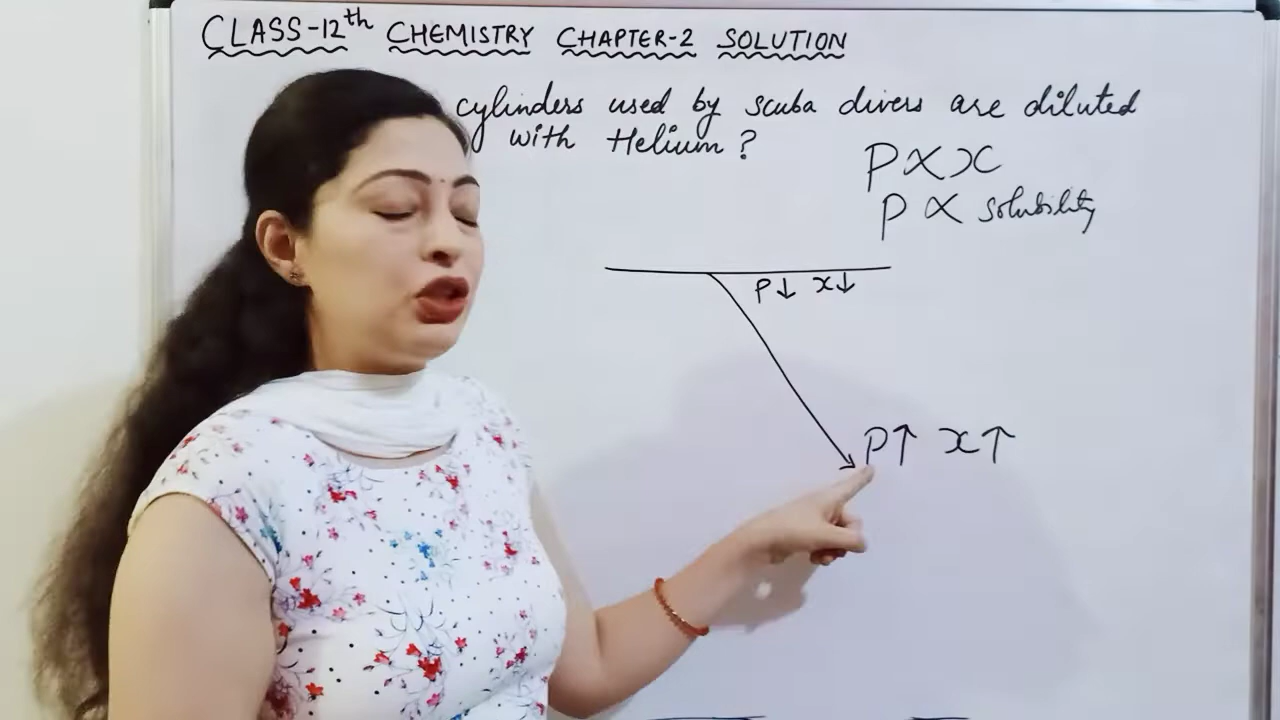 CLASS-12th CHEMISTRY CHAPTER-2 SOLUTION
cylinders used by scuba divers are diluted
with Helium ?
P ∝ x
P ∝ solubility
P↓ x↓
P↑ x↑